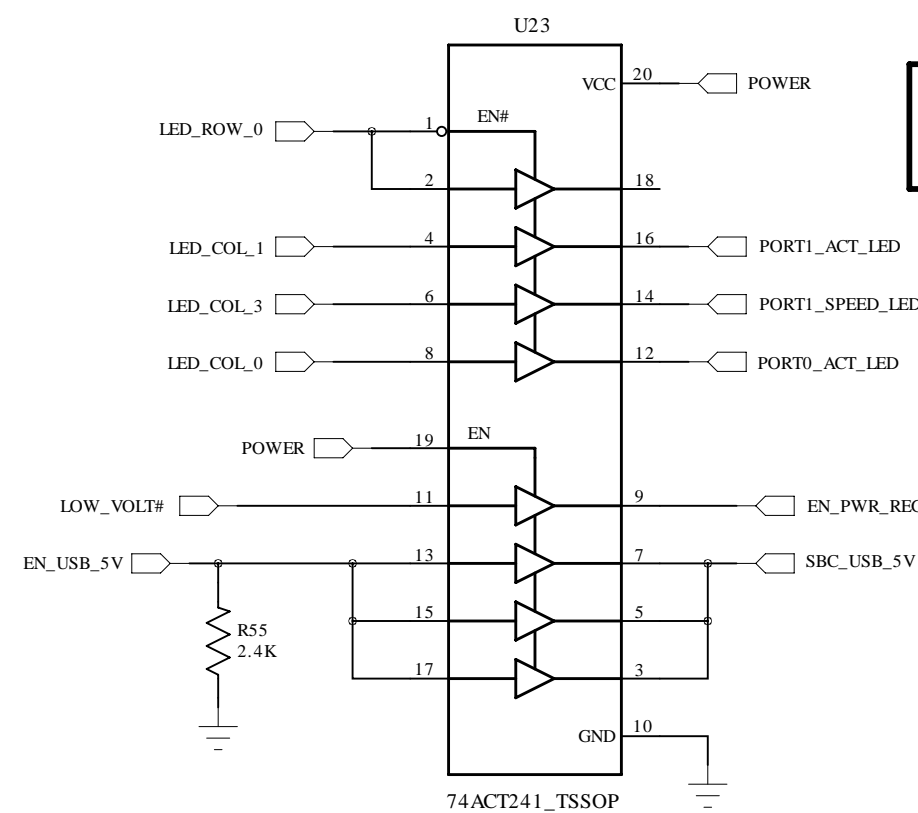 U23
VCC 20 POWER
LED_ROW_0 1 EN#
2 18
LED_COL_1 4 16 PORT1_ACT_LED
LED_COL_3 6 14 PORT1_SPEED_LED
LED_COL_0 8 12 PORT0_ACT_LED
POWER 19 EN
LOW_VOLT# 11 9
EN_USB_5V 13 7 SBC_USB_5V
15 5
R55
2.4K
17 3
GND 10
74ACT241_TSSOP